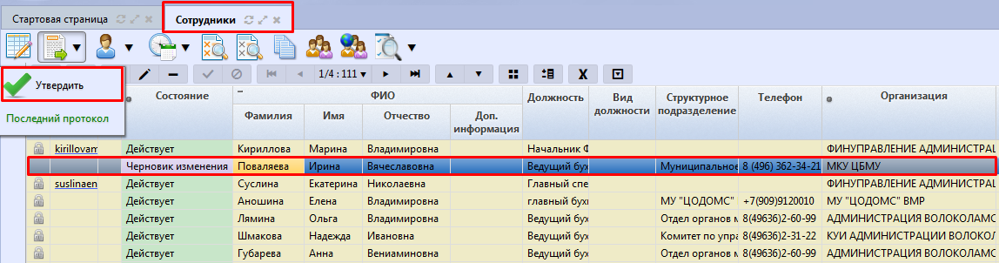 Стартовая страница Сотрудники
1/4 : 111
Утвердить
Последний протокол
Состояние ФИО Должность Вид должности Структурное подразделение Телефон Организация
Фамилия Имя Отчество Доп. информация
kirillovam Действует Кириллова Марина Владимировна Начальник Ф ФИНУПРАВЛЕНИЕ АДМИНИСТРАЦ
Черновик изменения Поваляева Ирина Вячеславовна Ведущий бух Муниципальное 8 (496) 362-34-21 МКУ ЦБМУ
suslinaen Действует Суслина Екатерина Николаевна Главный спе ФИНУПРАВЛЕНИЕ АДМИНИСТРАЦ
Действует Аношина Елена Владимировна главный бухг МУ "ЦОДОМС" +7(909)9120010 МУ "ЦОДОМС" ВМР
Действует Лямина Ольга Владимировна Ведущий бух Отдел органов м 8(49636)2-60-99 АДМИНИСТРАЦИЯ ВОЛОКОЛАМС
Действует Шмакова Надежда Ивановна Ведущий бух Комитет по упра 8(49636)2-31-22 КУИ АДМИНИСТРАЦИИ ВОЛОКОЛ
Действует Губарева Анна Вениаминовна Ведущий бух Отдел органов м 8(49636)2-60-99 АДМИНИСТРАЦИЯ ВОЛОКОЛАМС